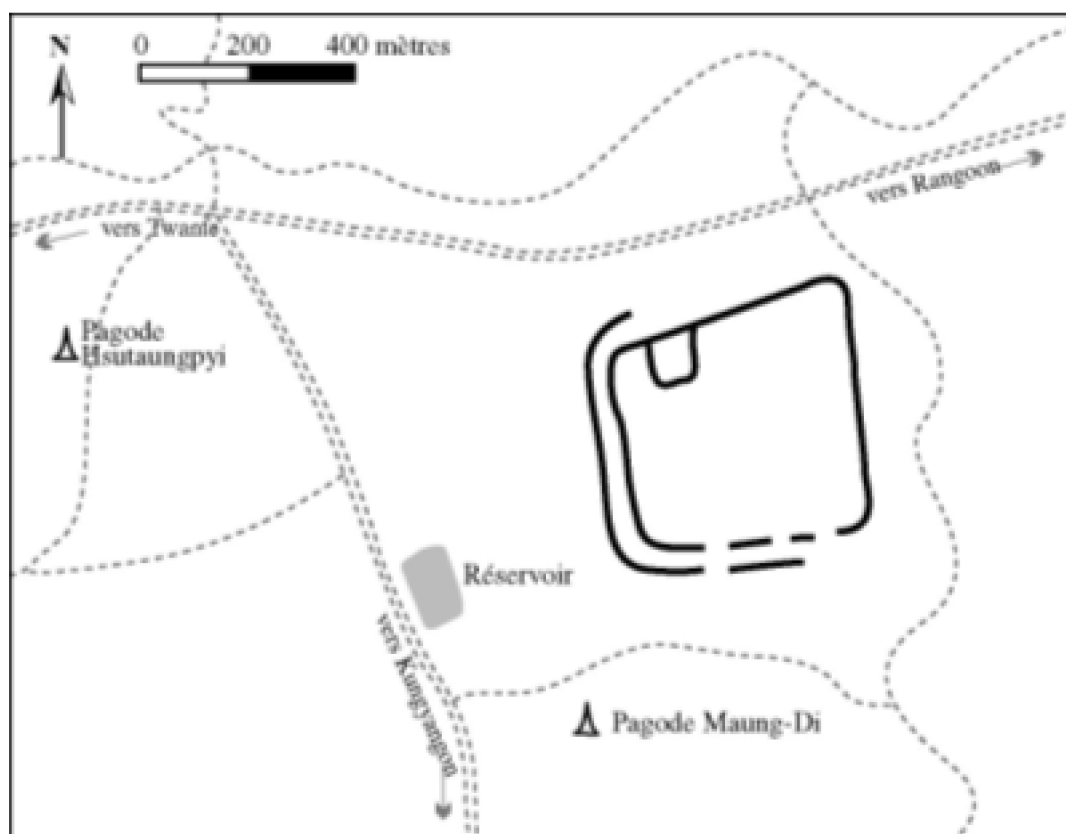 N
0 200 400 mètres
vers Rangoon
vers Twante
Pagode
Hsutaungpyi
Réservoir
vers Kungyangon
Pagode Maung-Di